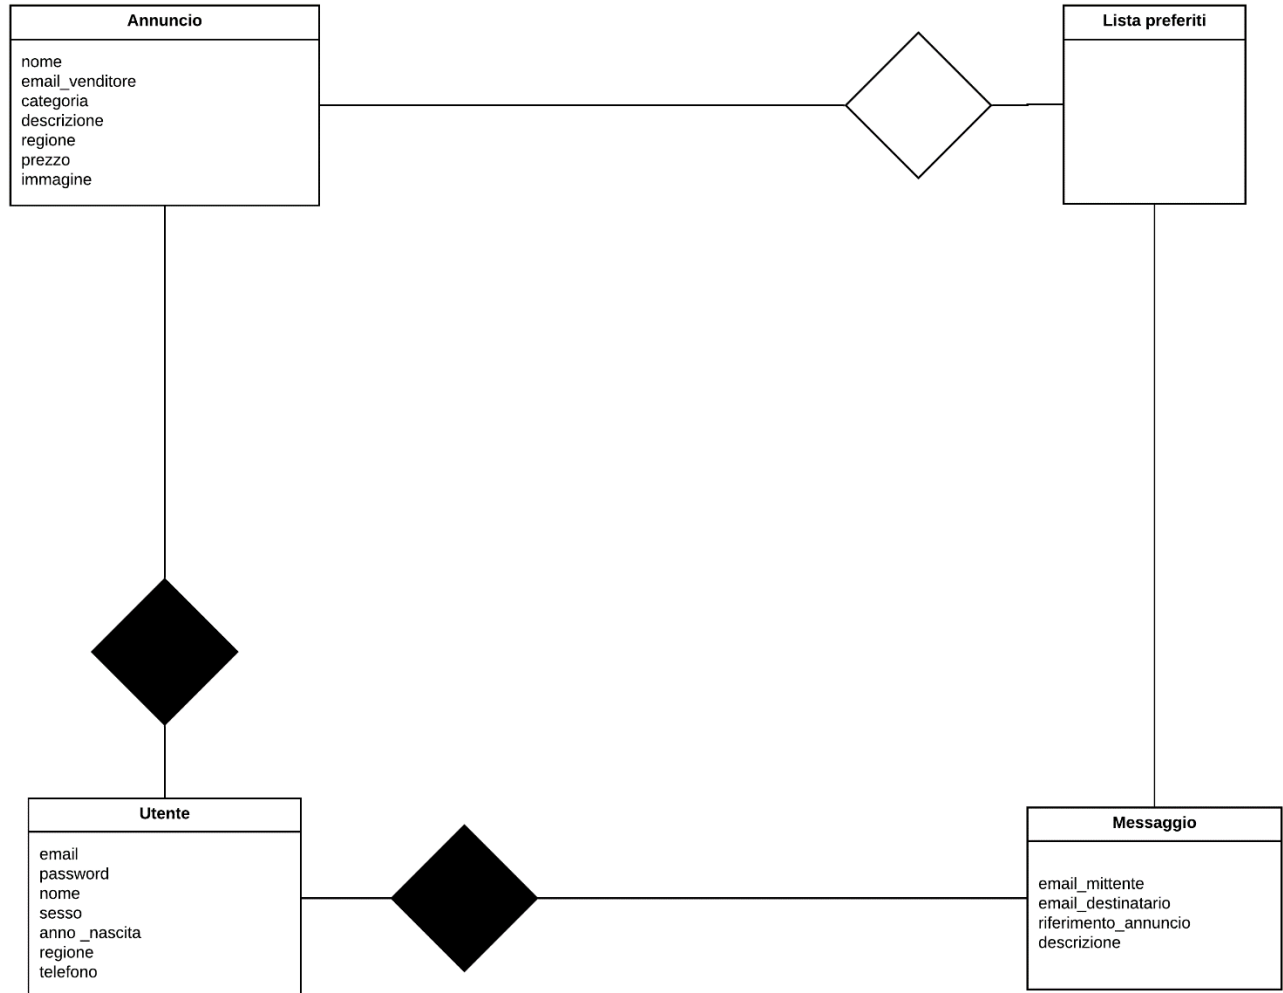 Annuncio
nome
email_venditore
categoria
descrizione
regione
prezzo
immagine
Lista preferiti
Utente
email
password
nome
sesso
anno _nascita
regione
telefono
Messaggio
email_mittente
email_destinatario
riferimento_annuncio
descrizione